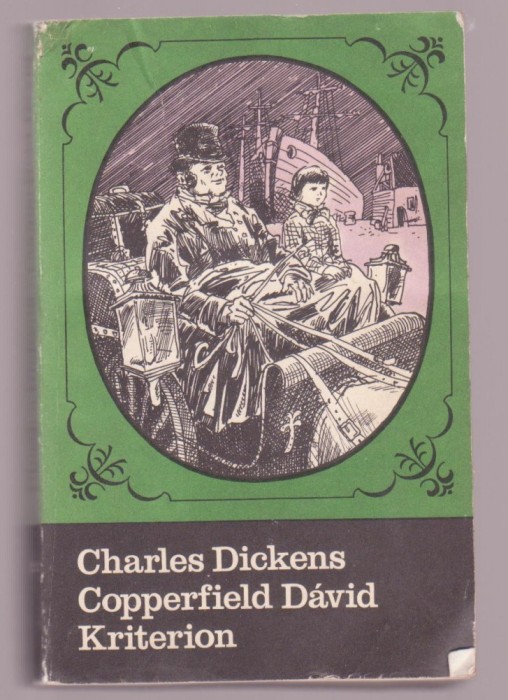 Charles Dickens
Copperfield Dávid
Kriterion